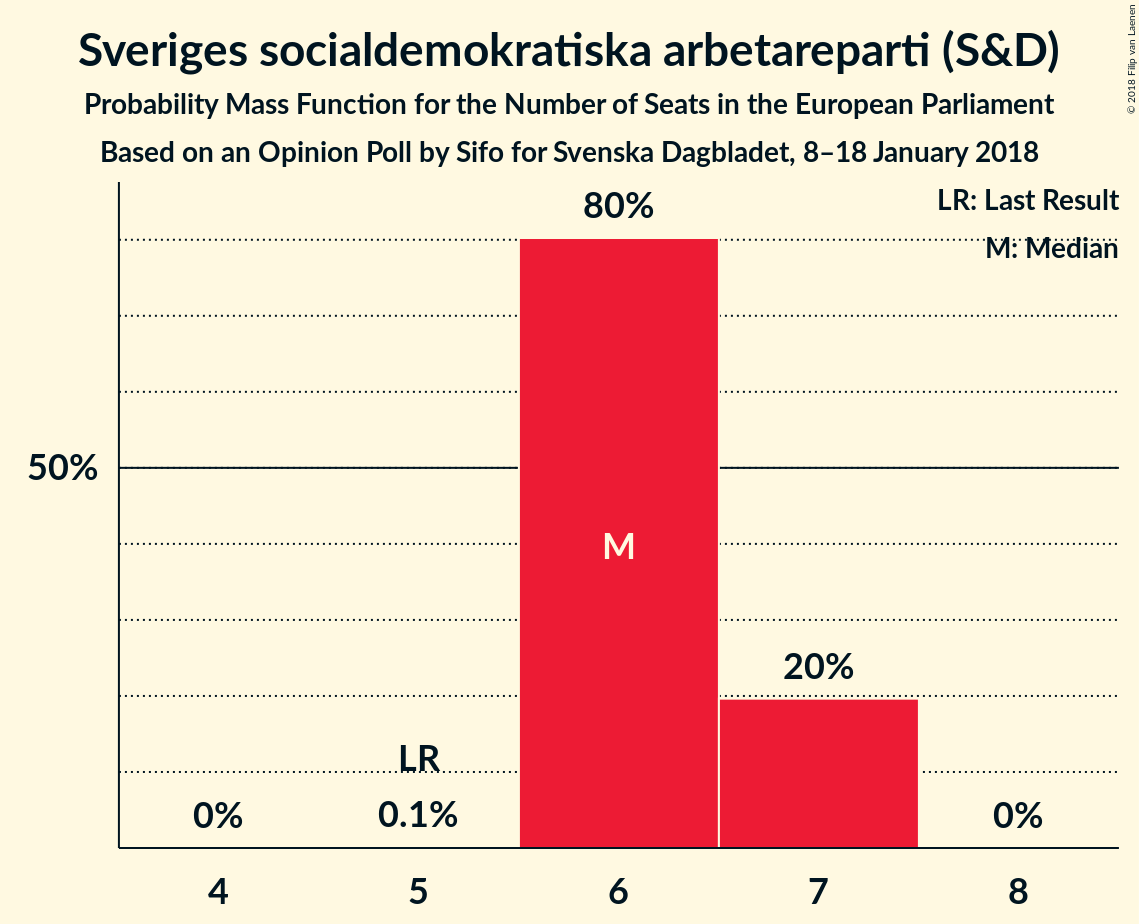 Sveriges socialdemokratiska arbetareparti (S&D)
Probability Mass Function for the Number of Seats in the European Parliament
Based on an Opinion Poll by Sifo for Svenska Dagbladet, 8–18 January 2018
© 2018 Filip van Laenen
LR: Last Result
M: Median
80%
50%
M
20%
LR
0%
0.1%
0%
4
5
6
7
8